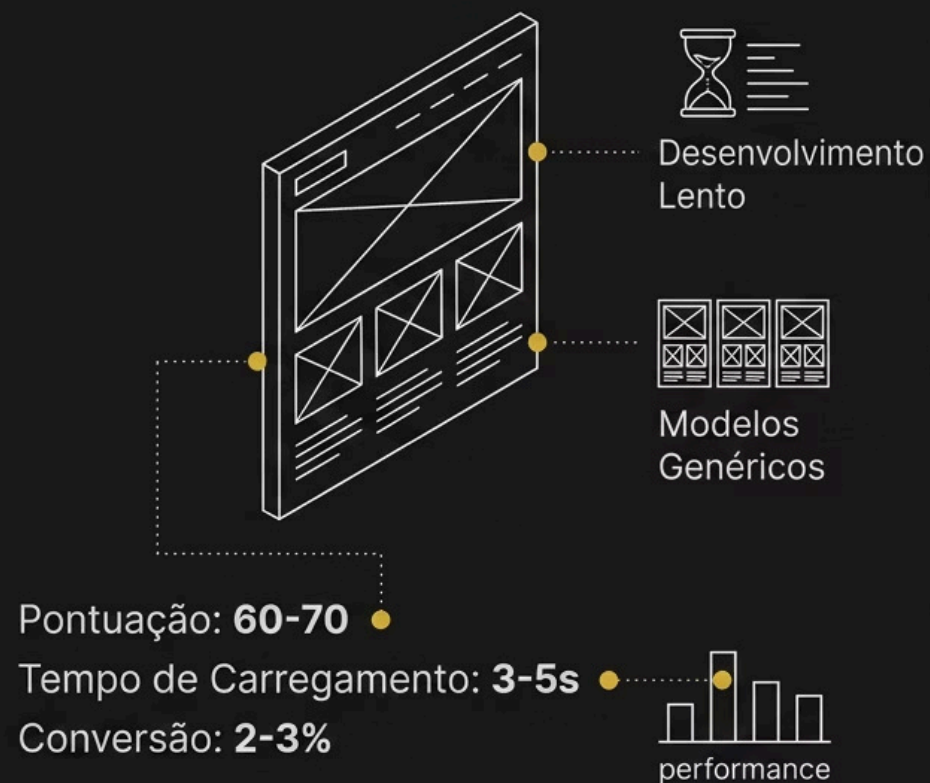 Desenvolvimento
Lento
Modelos
Genéricos
Pontuação: 60-70
Tempo de Carregamento: 3-5s
Conversão: 2-3%
performance